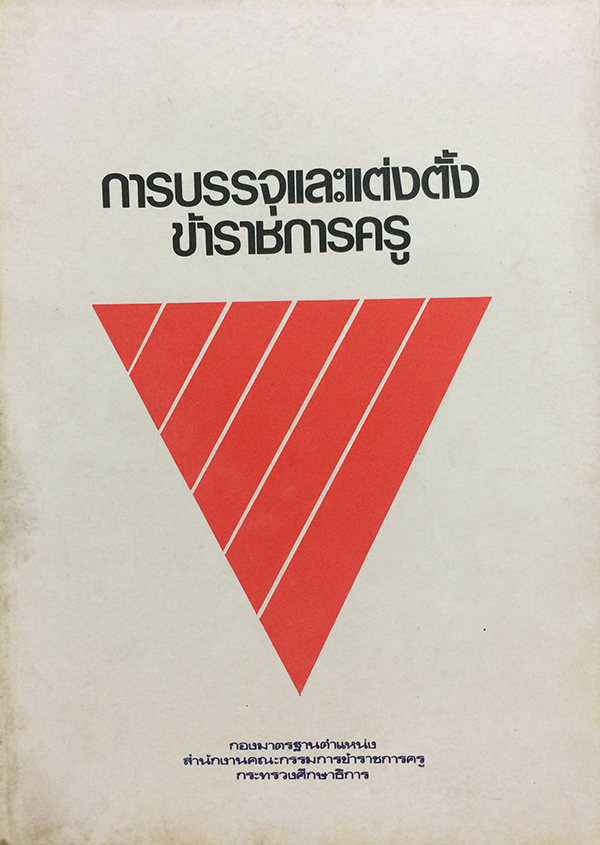 การบรรจุและแต่งตั้ง
ข้าราชการครู
กองมาตรฐานตำแหน่ง
สำนักงานคณะกรรมการข้าราชการครู
กระทรวงศึกษาธิการ